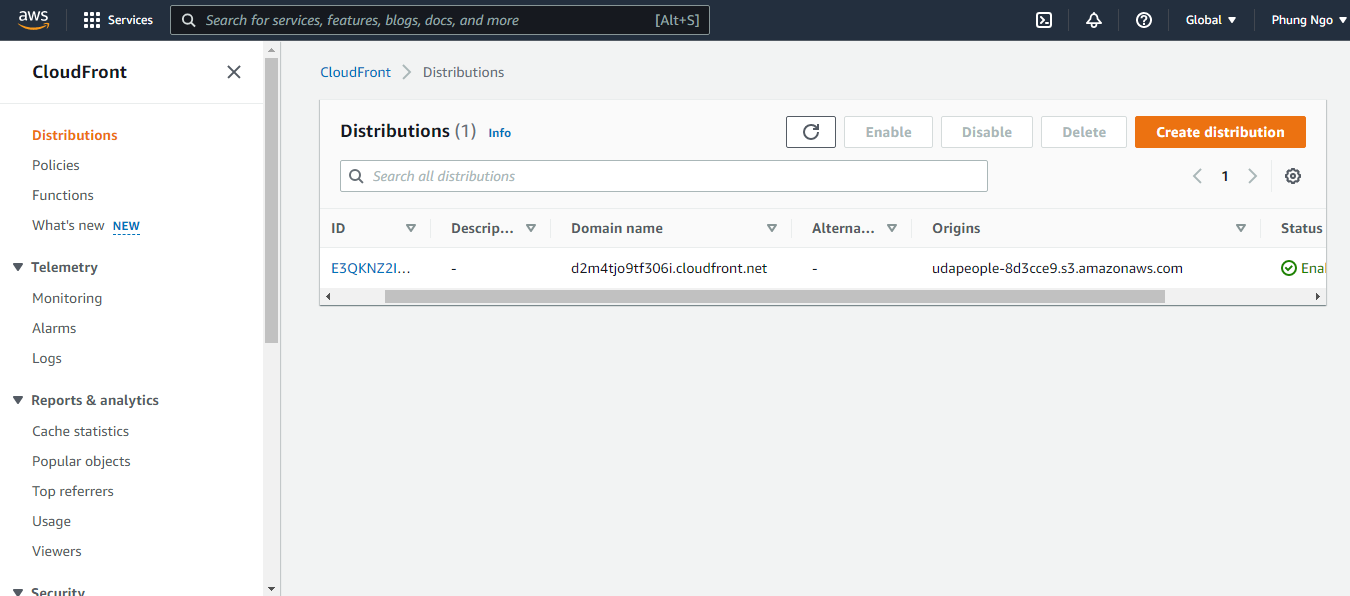 aws
Services
Search for services, features, blogs, docs, and more [Alt+S]
Global
Phung Ngo
CloudFront
Distributions
Policies
Functions
What's new NEW
Telemetry
Monitoring
Alarms
Logs
Reports & analytics
Cache statistics
Popular objects
Top referrers
Usage
Viewers
Security
CloudFront Distributions
Distributions (1) Info
Enable
Disable
Delete
Create distribution
Search all distributions
1
ID Descrip... Domain name Alterna... Origins Status
E3QKNZ2I... - d2m4tjo9tf306i.cloudfront.net - udapeople-8d3cce9.s3.amazonaws.com Ena